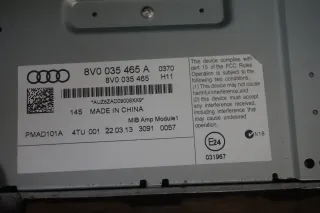 8V0 035 465 A 0370
8V0 035 465 H11
14S MADE IN CHINA
MIB Amp Module1
PMAD101A 4TU 001 22.03.13 3091 0057
This device complies with
part 15 of the FCC Rules.
Operation is subject to the
following two conditions:
(1) This device may not cause
harmful interference, and
(2) this device must accept
any interference received,
including interference that
may cause undesired
operation.
E24
031967
N18